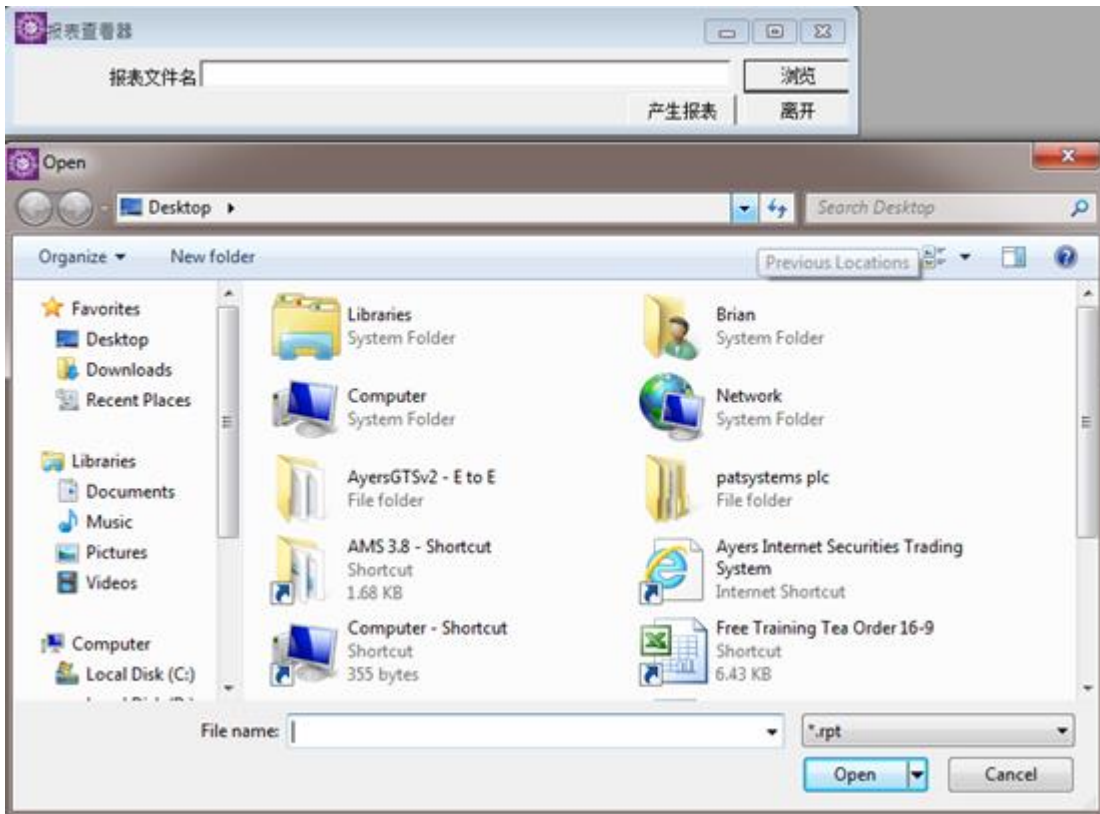 报表查看器
报表文件名
浏览
产生报表
离开
Open
Desktop
Search Desktop
Organize
New folder
Previous Locations
Favorites
Desktop
Downloads
Recent Places
Libraries
Documents
Music
Pictures
Videos
Computer
Local Disk (C:)
Libraries
System Folder
Brian
System Folder
Computer
System Folder
Network
System Folder
AyersGTSv2 - E to E
File folder
patsystems plc
File folder
AMS 3.8 - Shortcut
Shortcut
1.68 KB
Ayers Internet Securities Trading
System
Internet Shortcut
Computer - Shortcut
Shortcut
355 bytes
Free Training Tea Order 16-9
Shortcut
6.43 KB
File name:
*.rpt
Open
Cancel